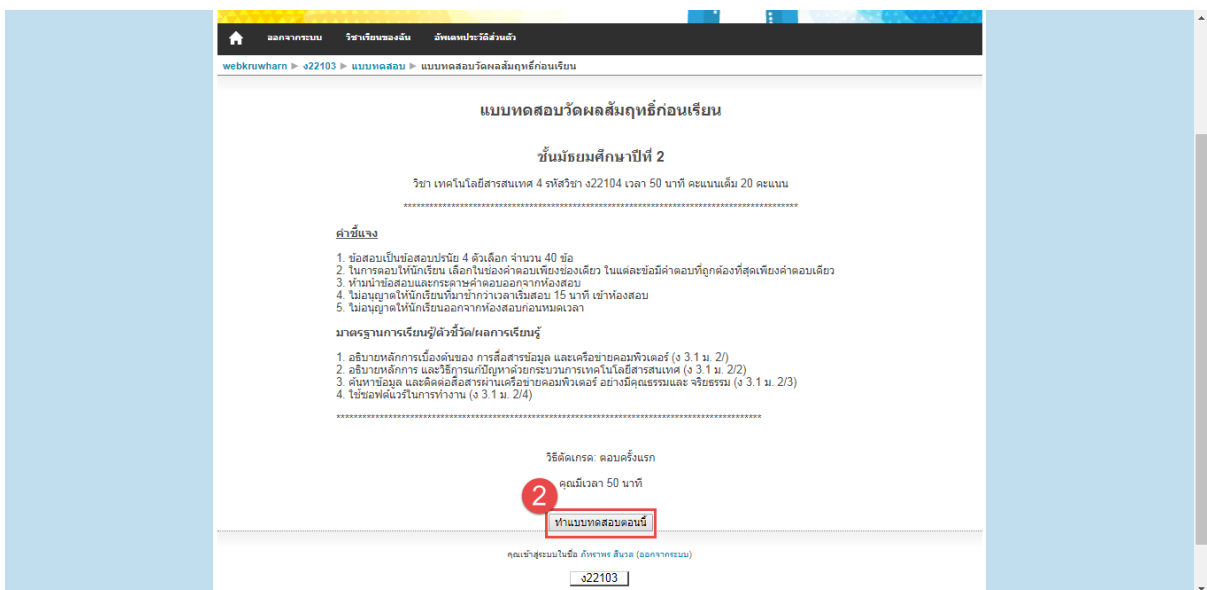 ออกจากระบบ วิชาเรียนของฉัน อัพเดทประวัติส่วนตัว
webkruwharn ► ง22103 ► แบบทดสอบ ► แบบทดสอบวัดผลสัมฤทธิ์ก่อนเรียน
แบบทดสอบวัดผลสัมฤทธิ์ก่อนเรียน
ชั้นมัธยมศึกษาปีที่ 2
วิชา เทคโนโลยีสารสนเทศ 4 รหัสวิชา ง22104 เวลา 50 นาที คะแนนเต็ม 20 คะแนน
*******************************************************************************************
คำชี้แจง
1. ข้อสอบเป็นข้อสอบปรนัย 4 ตัวเลือก จำนวน 40 ข้อ
2. ในการตอบให้นักเรียน เลือกในช่องคำตอบเพียงช่องเดียว ในแต่ละข้อมีคำตอบที่ถูกต้องที่สุดเพียงคำตอบเดียว
3. ห้ามนำข้อสอบและกระดาษคำตอบออกจากห้องสอบ
4. ไม่อนุญาตให้นักเรียนที่มาช้ากว่าเวลาเริ่มสอบ 15 นาที เข้าห้องสอบ
5. ไม่อนุญาตให้นักเรียนออกจากห้องสอบก่อนหมดเวลา
มาตรฐานการเรียนรู้/ตัวชี้วัด/ผลการเรียนรู้
1. อธิบายหลักการเบื้องต้นของ การสื่อสารข้อมูล และเครือข่ายคอมพิวเตอร์ (ง 3.1 ม. 2/)
2. อธิบายหลักการ และวิธีการแก้ปัญหาด้วยกระบวนการเทคโนโลยีสารสนเทศ (ง 3.1 ม. 2/2)
3. ค้นหาข้อมูล และติดต่อสื่อสารผ่านเครือข่ายคอมพิวเตอร์ อย่างมีคุณธรรมและ จริยธรรม (ง 3.1 ม. 2/3)
4. ใช้ซอฟต์แวร์ในการทำงาน (ง 3.1 ม. 2/4)
**************************************************************************************************
วิธีตัดเกรด: ตอบครั้งแรก
คุณมีเวลา 50 นาที
2
ทำแบบทดสอบตอนนี้
คุณเข้าสู่ระบบในชื่อ ภัทราพร สีนวล (ออกจากระบบ)
ง22103